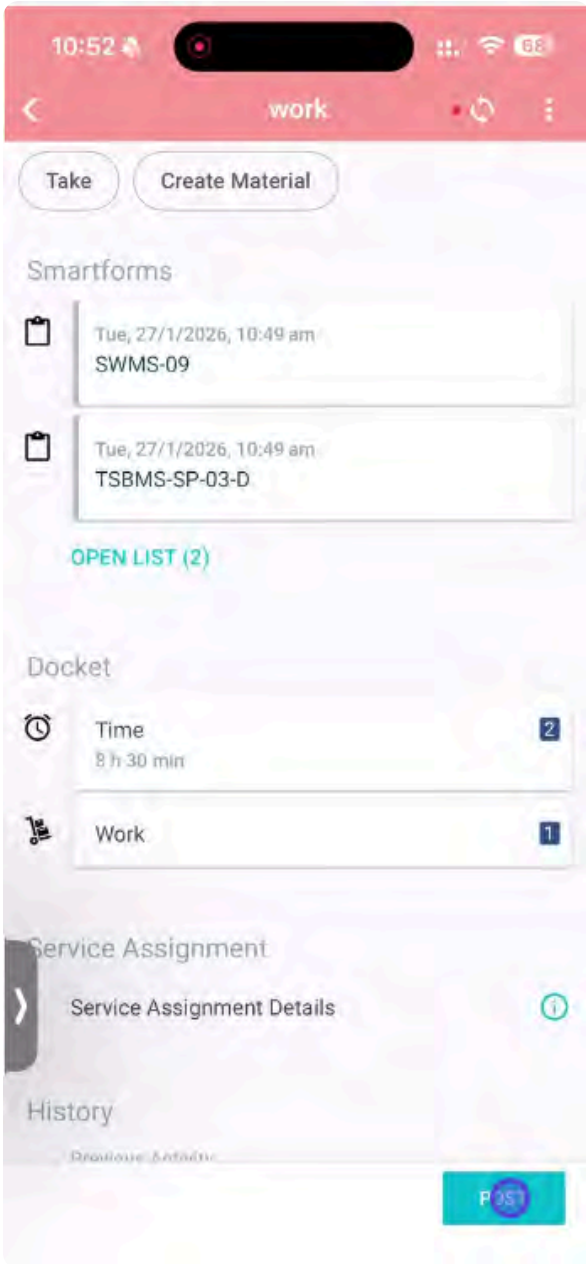 10:52
68
work
Take
Create Material
Smartforms
Tue, 27/1/2026, 10:49 am
SWMS-09
Tue, 27/1/2026, 10:49 am
TSBMS-SP-03-D
OPEN LIST (2)
Docket
Time
2
8 h 30 min
Work
1
Service Assignment
Service Assignment Details
History
Previous Activity
POST